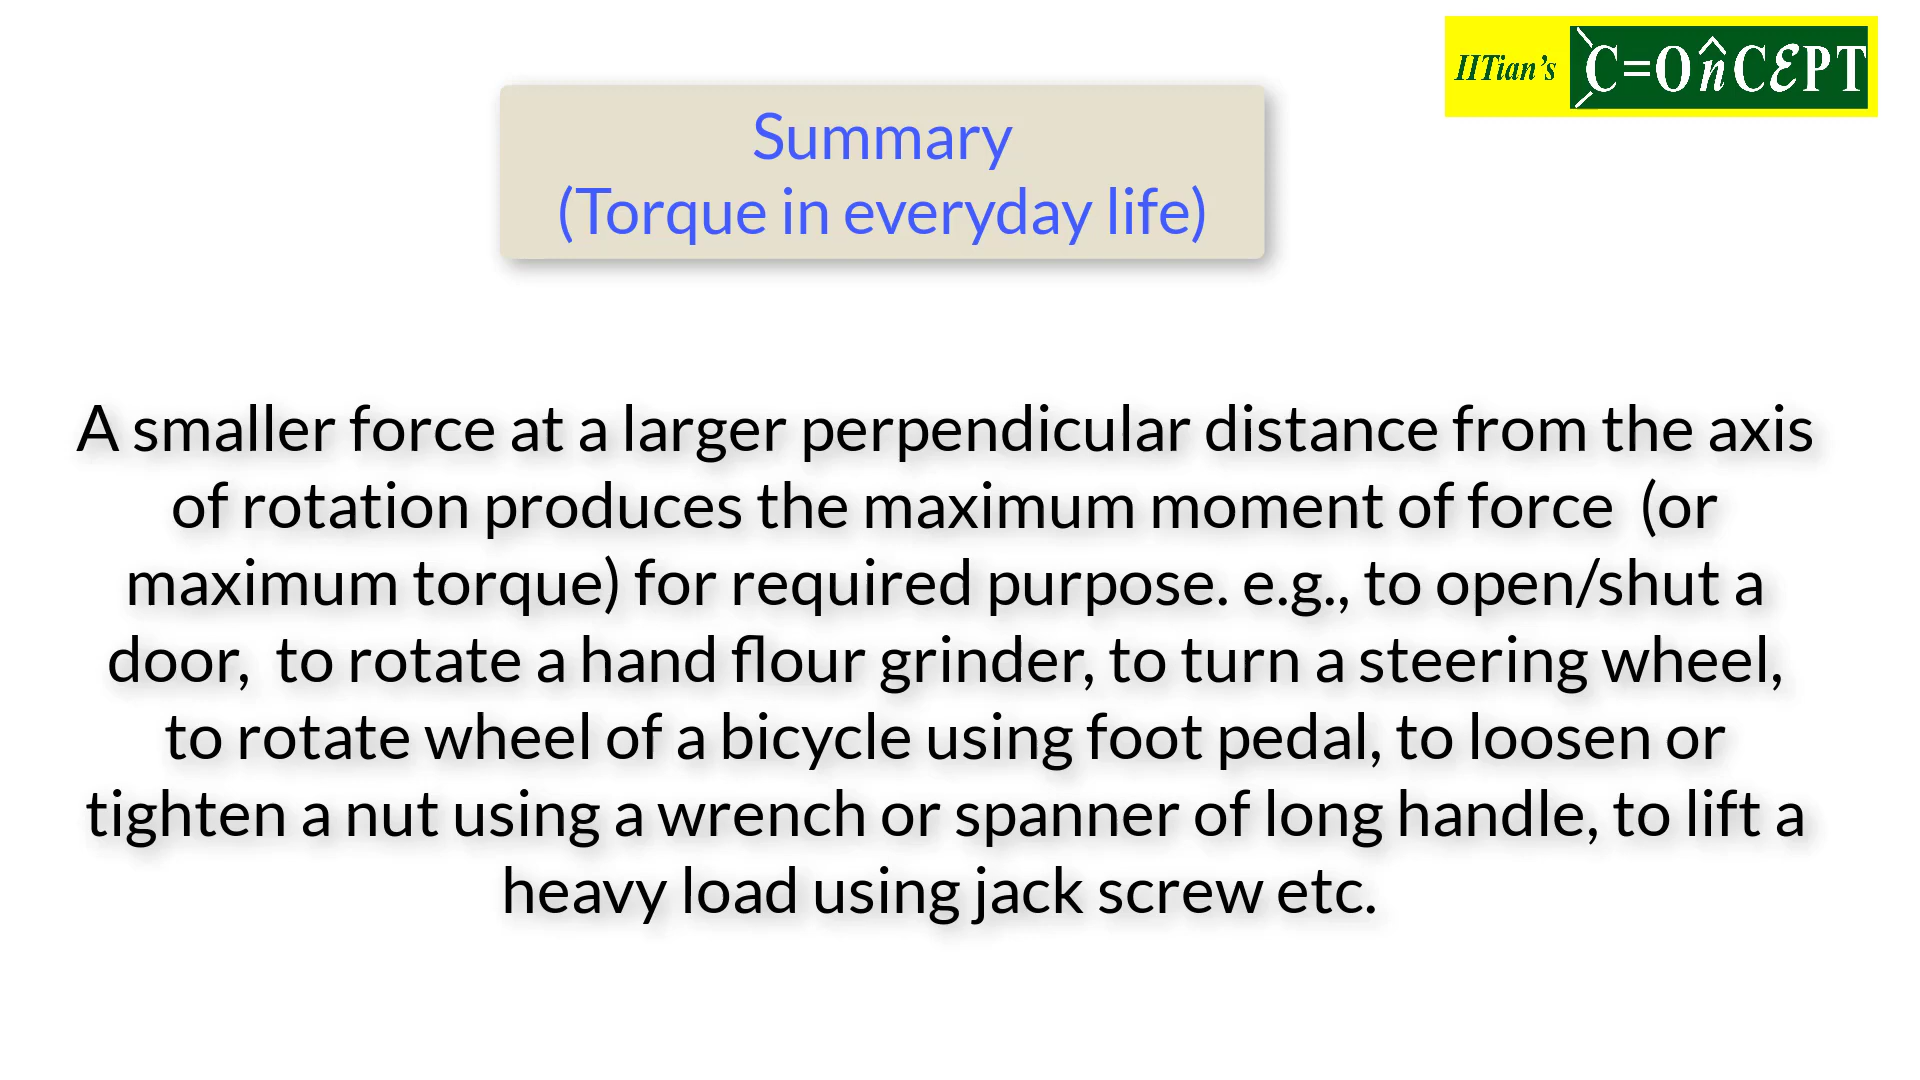 IITian's C=On̂CƐPT
Summary
(Torque in everyday life)
A smaller force at a larger perpendicular distance from the axis
of rotation produces the maximum moment of force (or
maximum torque) for required purpose. e.g., to open/shut a
door, to rotate a hand flour grinder, to turn a steering wheel,
to rotate wheel of a bicycle using foot pedal, to loosen or
tighten a nut using a wrench or spanner of long handle, to lift a
heavy load using jack screw etc.